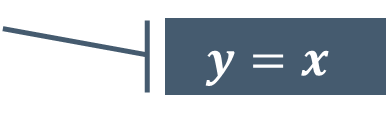 y = x